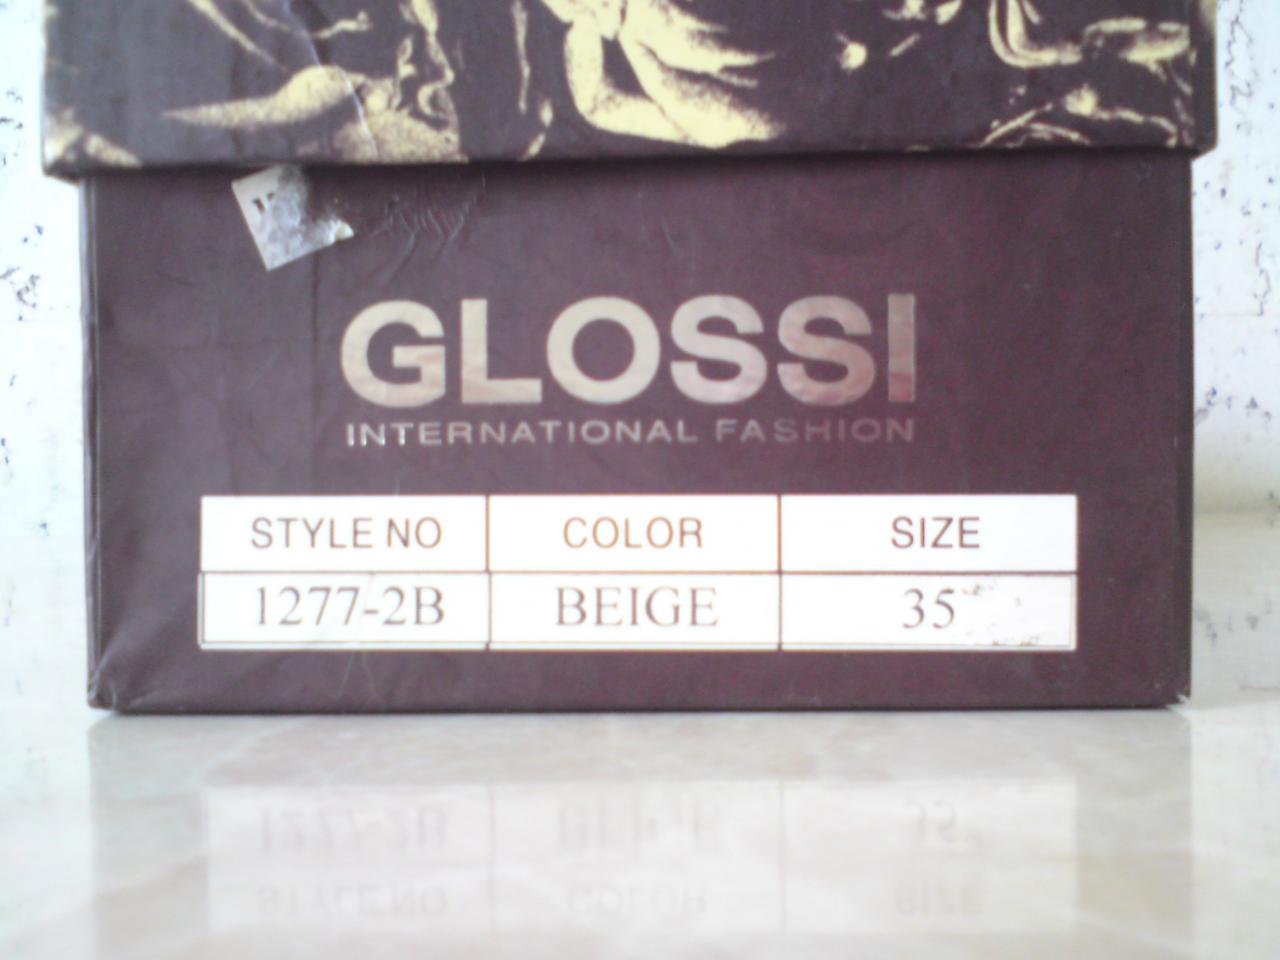 GLOSSI
INTERNATIONAL FASHION
STYLE NO COLOR SIZE
1277-2B BEIGE 35